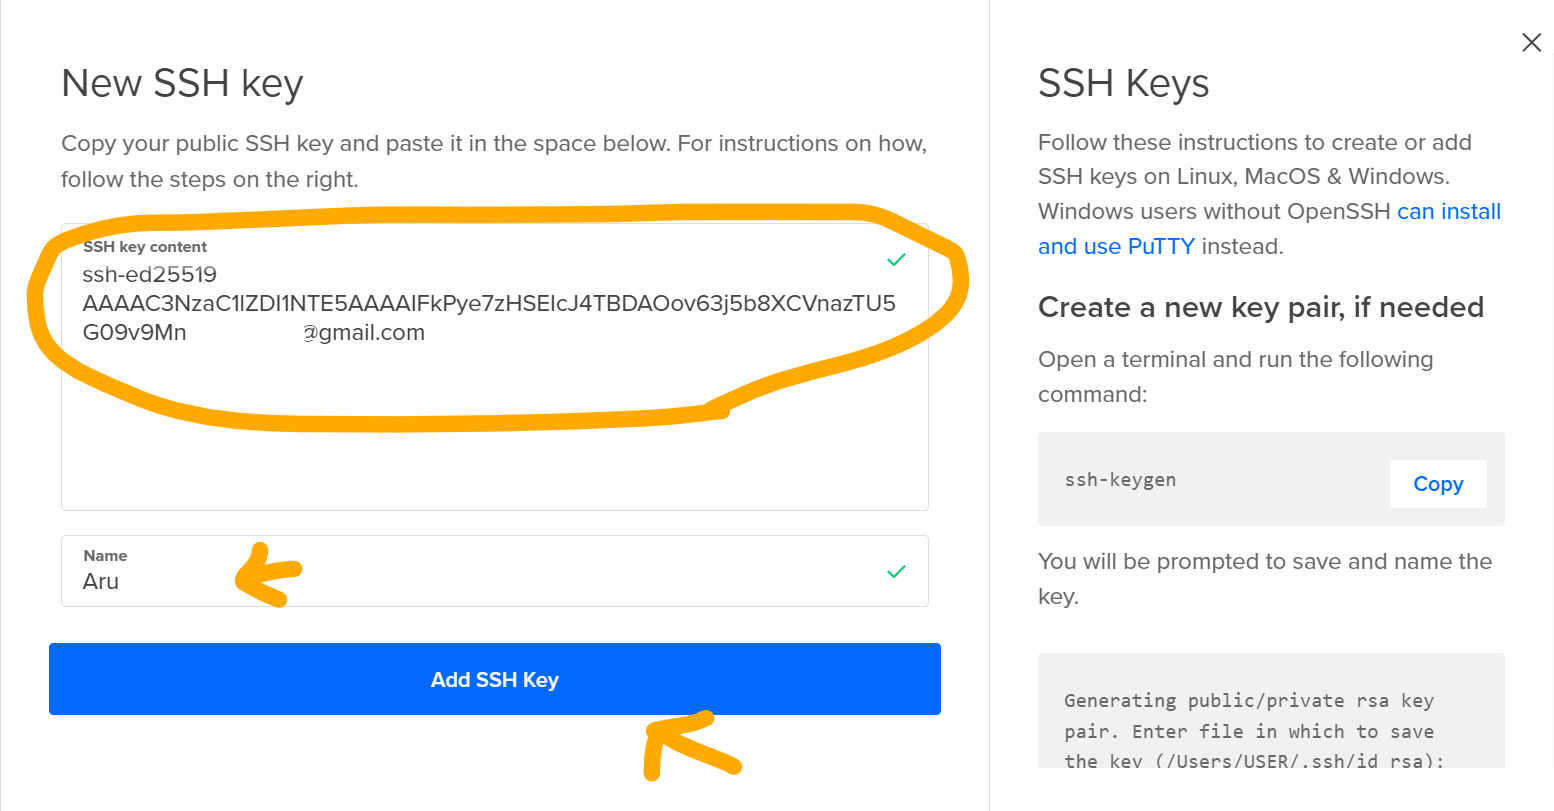 New SSH key
Copy your public SSH key and paste it in the space below. For instructions on how,
follow the steps on the right.
SSH key content
ssh-ed25519
AAAAC3NzaC1lZDI1NTE5AAAAIFkPye7zHSEIcJ4TBDAOov63j5b8XCVnazTU5
G09v9Mn @gmail.com
Name
Aru
Add SSH Key
SSH Keys
Follow these instructions to create or add
SSH keys on Linux, MacOS & Windows.
Windows users without OpenSSH can install
and use PuTTY instead.
Create a new key pair, if needed
Open a terminal and run the following
command:
ssh-keygen
Copy
You will be prompted to save and name the
key.
Generating public/private rsa key
pair. Enter file in which to save
the key (/Users/USER/.ssh/id_rsa):